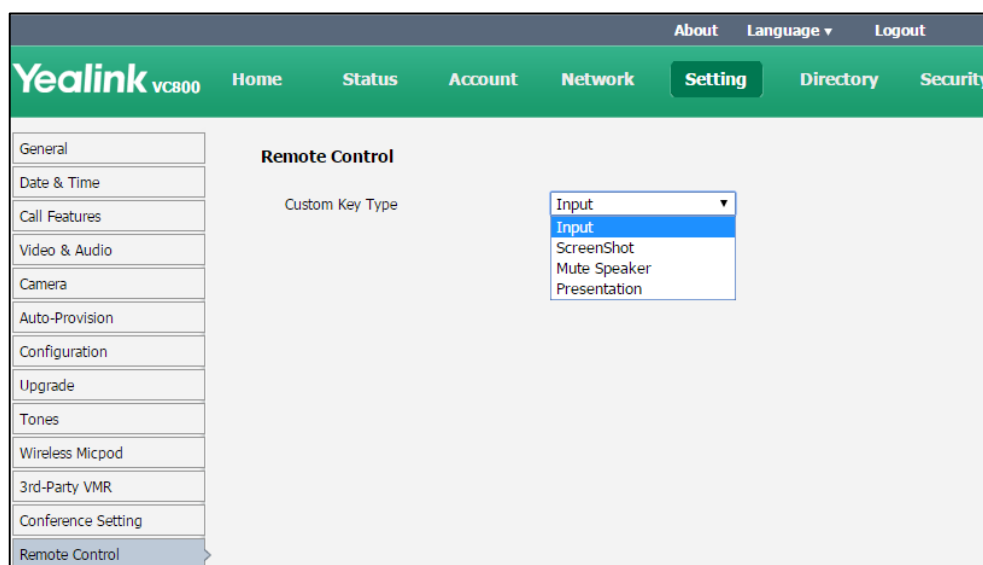 About Language ▾ Logout
Yealink VC800 Home Status Account Network Setting Directory Security
General
Date & Time
Call Features
Video & Audio
Camera
Auto-Provision
Configuration
Upgrade
Tones
Wireless Micpod
3rd-Party VMR
Conference Setting
Remote Control
Remote Control
Custom Key Type Input ▼
Input
ScreenShot
Mute Speaker
Presentation